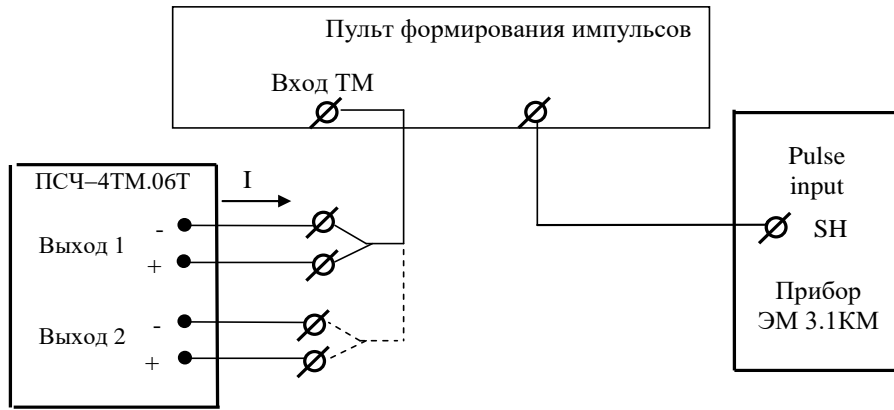 Пульт формирования импульсов
Вход ТМ
ПСЧ–4ТМ.06Т
I
-
Выход 1
+
-
Выход 2
+
Pulse
input
SH
Прибор
ЭМ 3.1КМ